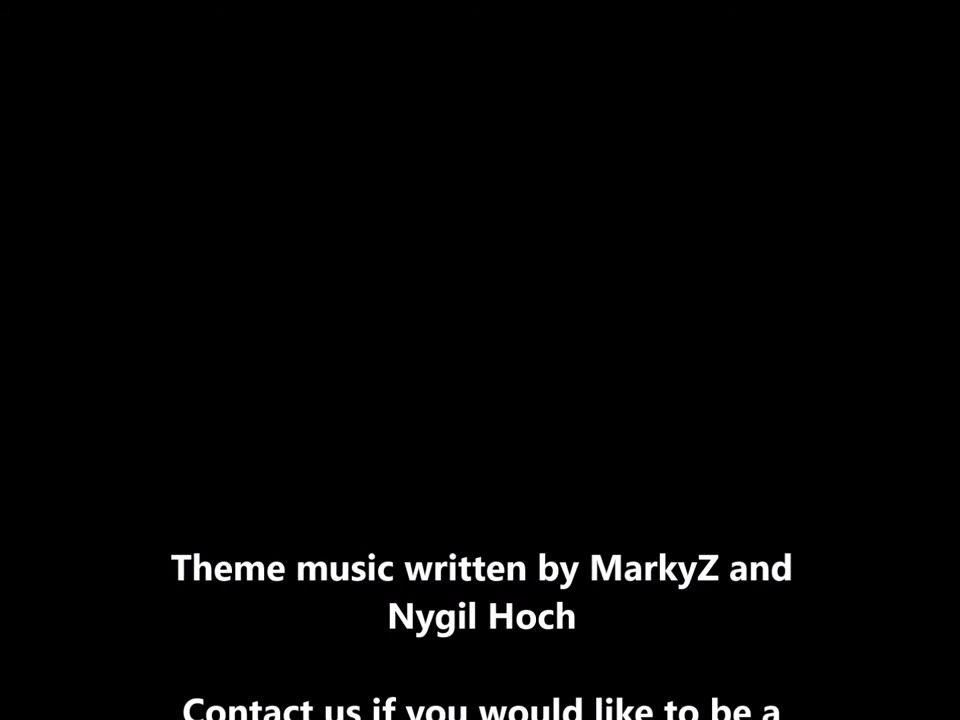 Theme music written by MarkyZ and
Nygil Hoch
Contact us if you would like to be a